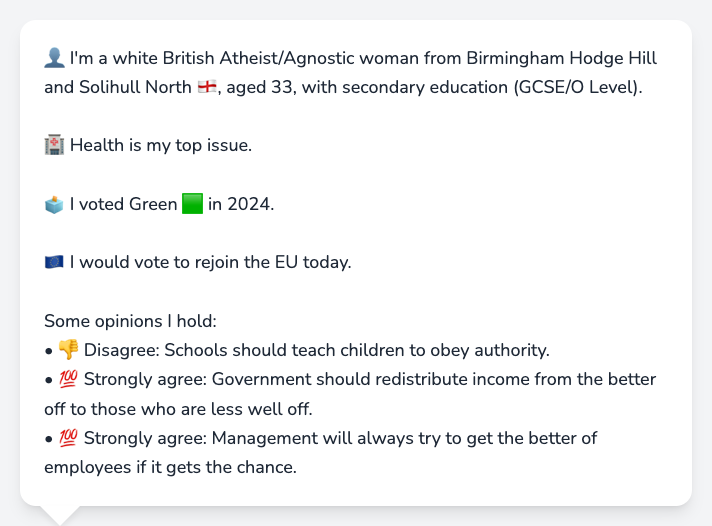 👤 I'm a white British Atheist/Agnostic woman from Birmingham Hodge Hill
and Solihull North 🏴󠁧󠁢󠁥󠁮󠁧󠁿, aged 33, with secondary education (GCSE/O Level).
🏥 Health is my top issue.
🗳️ I voted Green 🟩 in 2024.
🇪🇺 I would vote to rejoin the EU today.
Some opinions I hold:
• 👎 Disagree: Schools should teach children to obey authority.
• 💯 Strongly agree: Government should redistribute income from the better
off to those who are less well off.
• 💯 Strongly agree: Management will always try to get the better of
employees if it gets the chance.